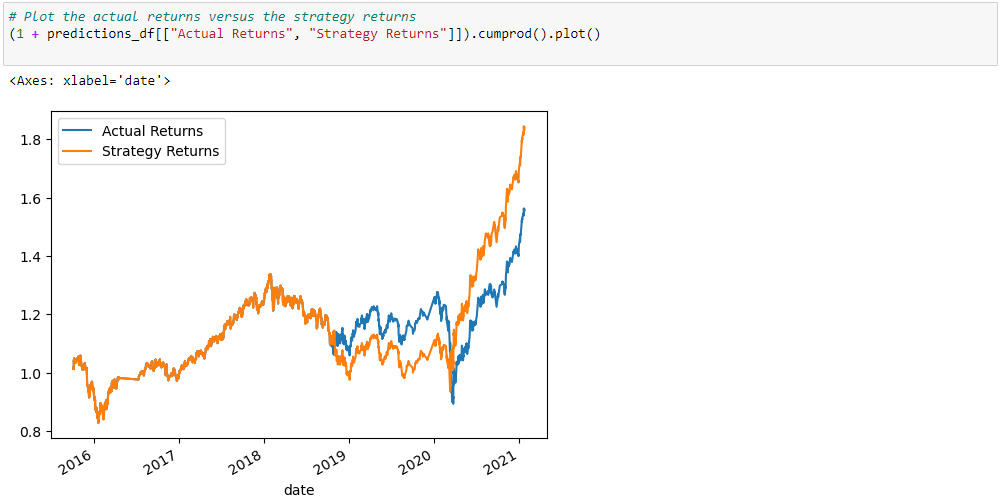 # Plot the actual returns versus the strategy returns
(1 + predictions_df[["Actual Returns", "Strategy Returns"]]).cumprod().plot()
<Axes: xlabel='date'>
Actual Returns
Strategy Returns
1.8
1.6
1.4
1.2
1.0
0.8
2016
2017
2018
2019
2020
2021
date